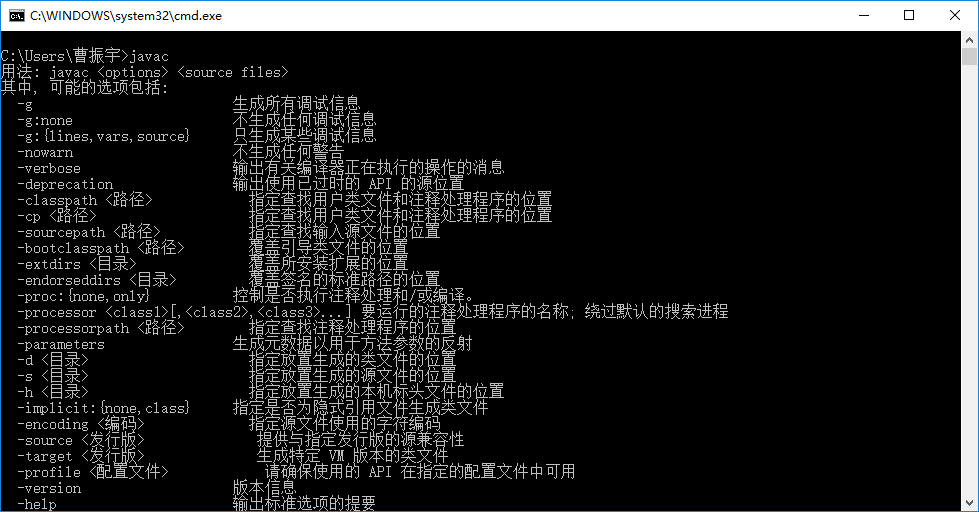 C:\WINDOWS\system32\cmd.exe
C:\Users\曹振宇>javac
用法: javac <options> <source files>
其中, 可能的选项包括:
-g 生成所有调试信息
-g:none 不生成任何调试信息
-g:{lines,vars,source} 只生成某些调试信息
-nowarn 不生成任何警告
-verbose 输出有关编译器正在执行的操作的消息
-deprecation 输出使用已过时的 API 的源位置
-classpath <路径> 指定查找用户类文件和注释处理程序的位置
-cp <路径> 指定查找用户类文件和注释处理程序的位置
-sourcepath <路径> 指定查找输入源文件的位置
-bootclasspath <路径> 覆盖引导类文件的位置
-extdirs <目录> 覆盖所安装扩展的位置
-endorseddirs <目录> 覆盖签名的标准路径的位置
-proc:{none,only} 控制是否执行注释处理和/或编译。
-processor <class1>[,<class2>,<class3>...] 要运行的注释处理程序的名称; 绕过默认的搜索进程
-processorpath <路径> 指定查找注释处理程序的位置
-parameters 生成元数据以用于方法参数的反射
-d <目录> 指定放置生成的类文件的位置
-s <目录> 指定放置生成的源文件的位置
-h <目录> 指定放置生成的本机标头文件的位置
-implicit:{none,class} 指定是否为隐式引用文件生成类文件
-encoding <编码> 指定源文件使用的字符编码
-source <发行版> 提供与指定发行版的源兼容性
-target <发行版> 生成特定 VM 版本的类文件
-profile <配置文件> 请确保使用的 API 在指定的配置文件中可用
-version 版本信息
-help 输出标准选项的提要